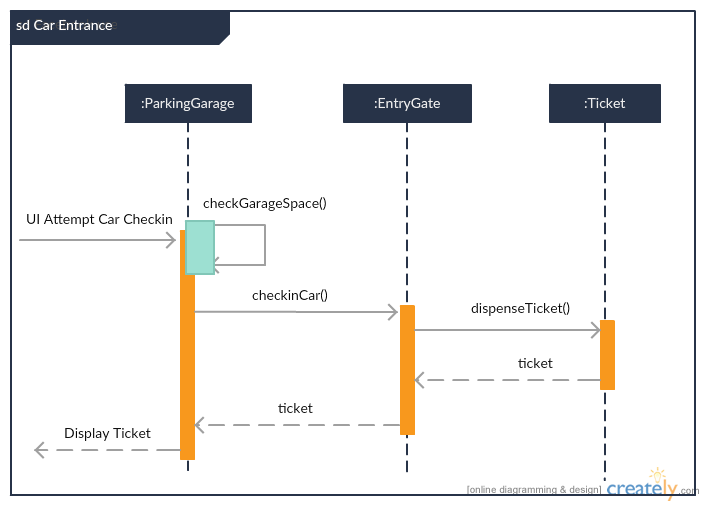 sd Car Entrance
:ParkingGarage
:EntryGate
:Ticket
checkGarageSpace()
UI Attempt Car Checkin
checkinCar()
dispenseTicket()
ticket
ticket
Display Ticket
[online diagramming & design] creately.com